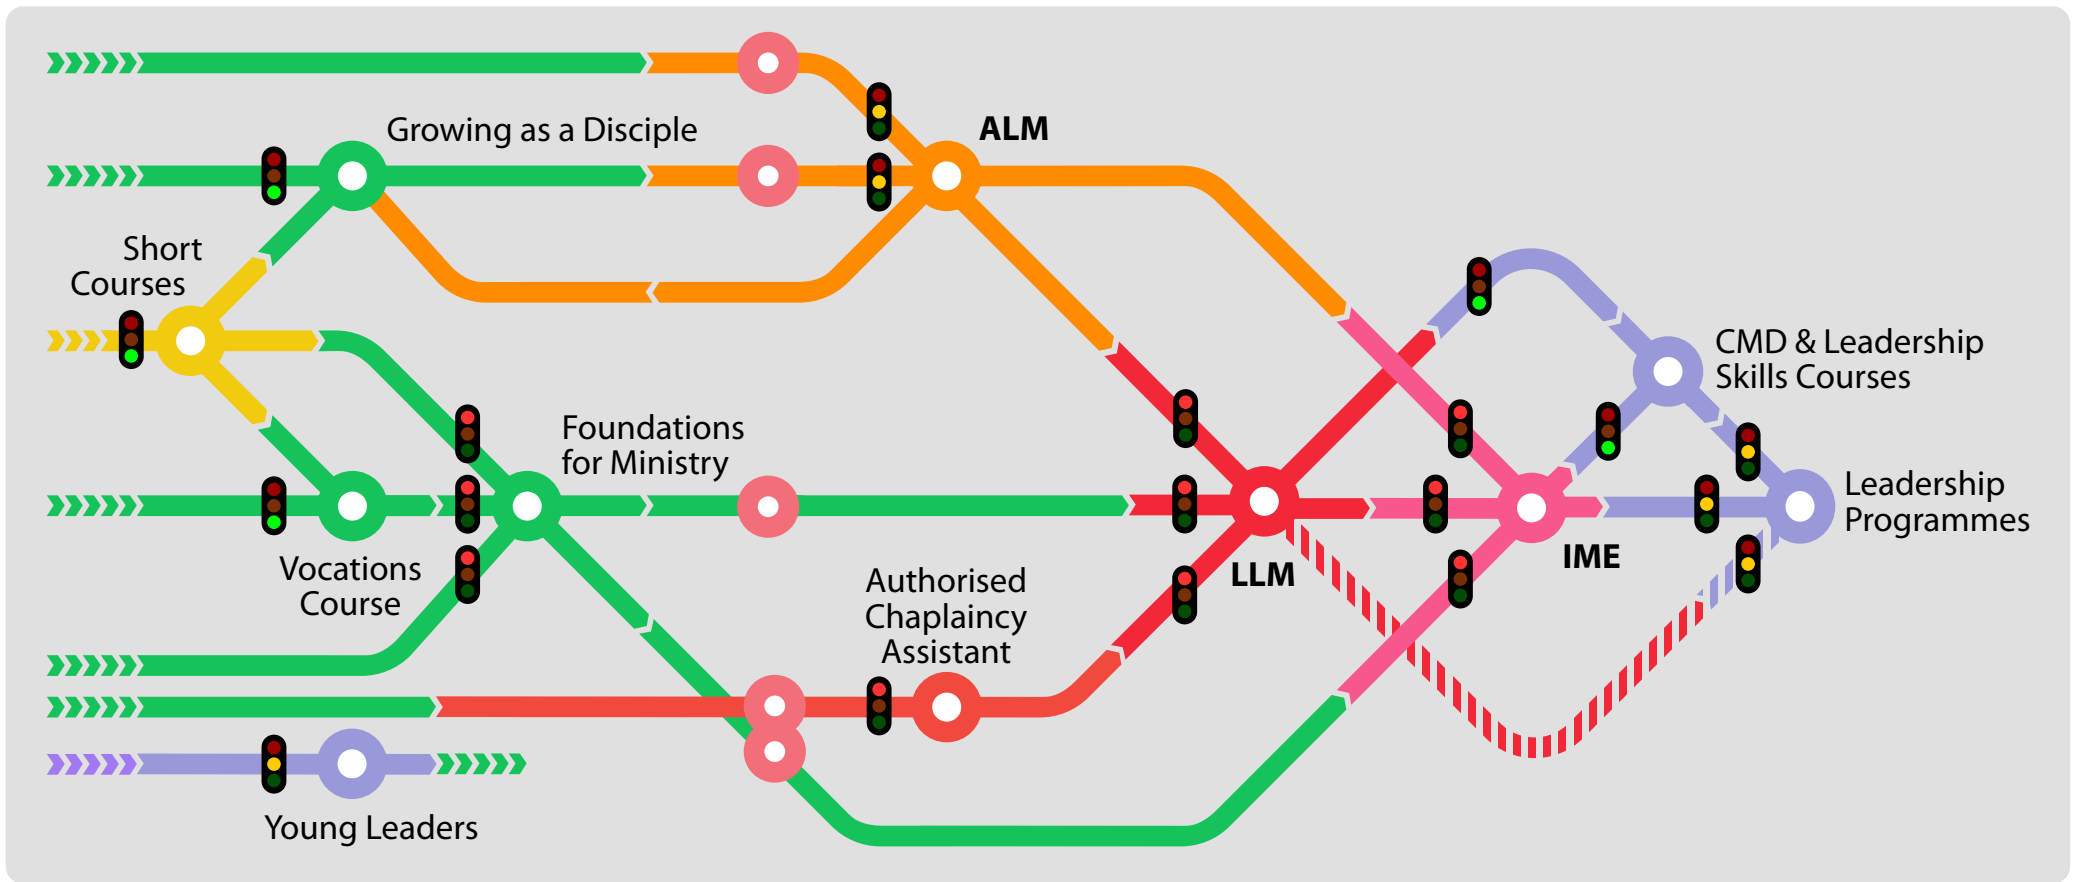 Growing as a Disciple
ALM
Short
Courses
CMD & Leadership
Skills Courses
Foundations
for Ministry
Leadership
Programmes
Vocations
Course
Authorised
Chaplaincy
Assistant
LLM
IME
Young Leaders